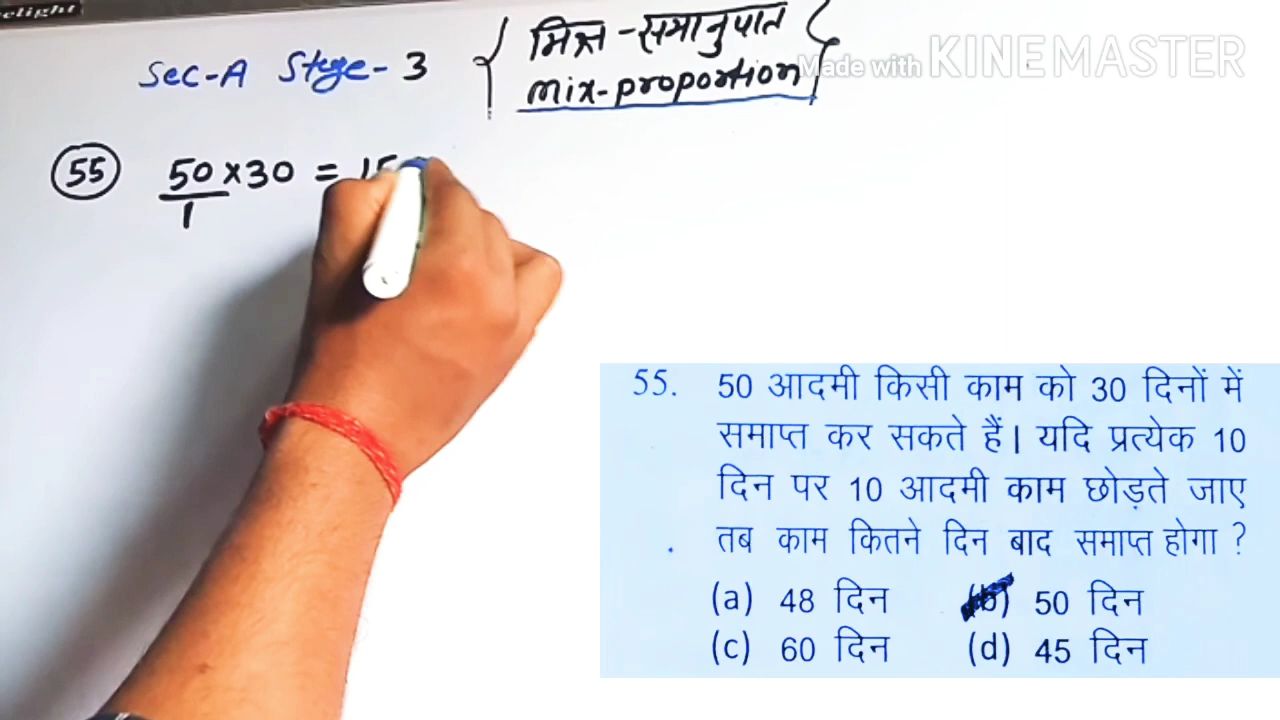 Sec-A Stage-3
मिश्र-समानुपात
mix-proportion
Made with KINEMASTER
55 50×30 = 15
1
55. 50 आदमी किसी काम को 30 दिनों में
समाप्त कर सकते हैं। यदि प्रत्येक 10
दिन पर 10 आदमी काम छोड़ते जाए
तब काम कितने दिन बाद समाप्त होगा ?
(a) 48 दिन (b) 50 दिन
(c) 60 दिन (d) 45 दिन